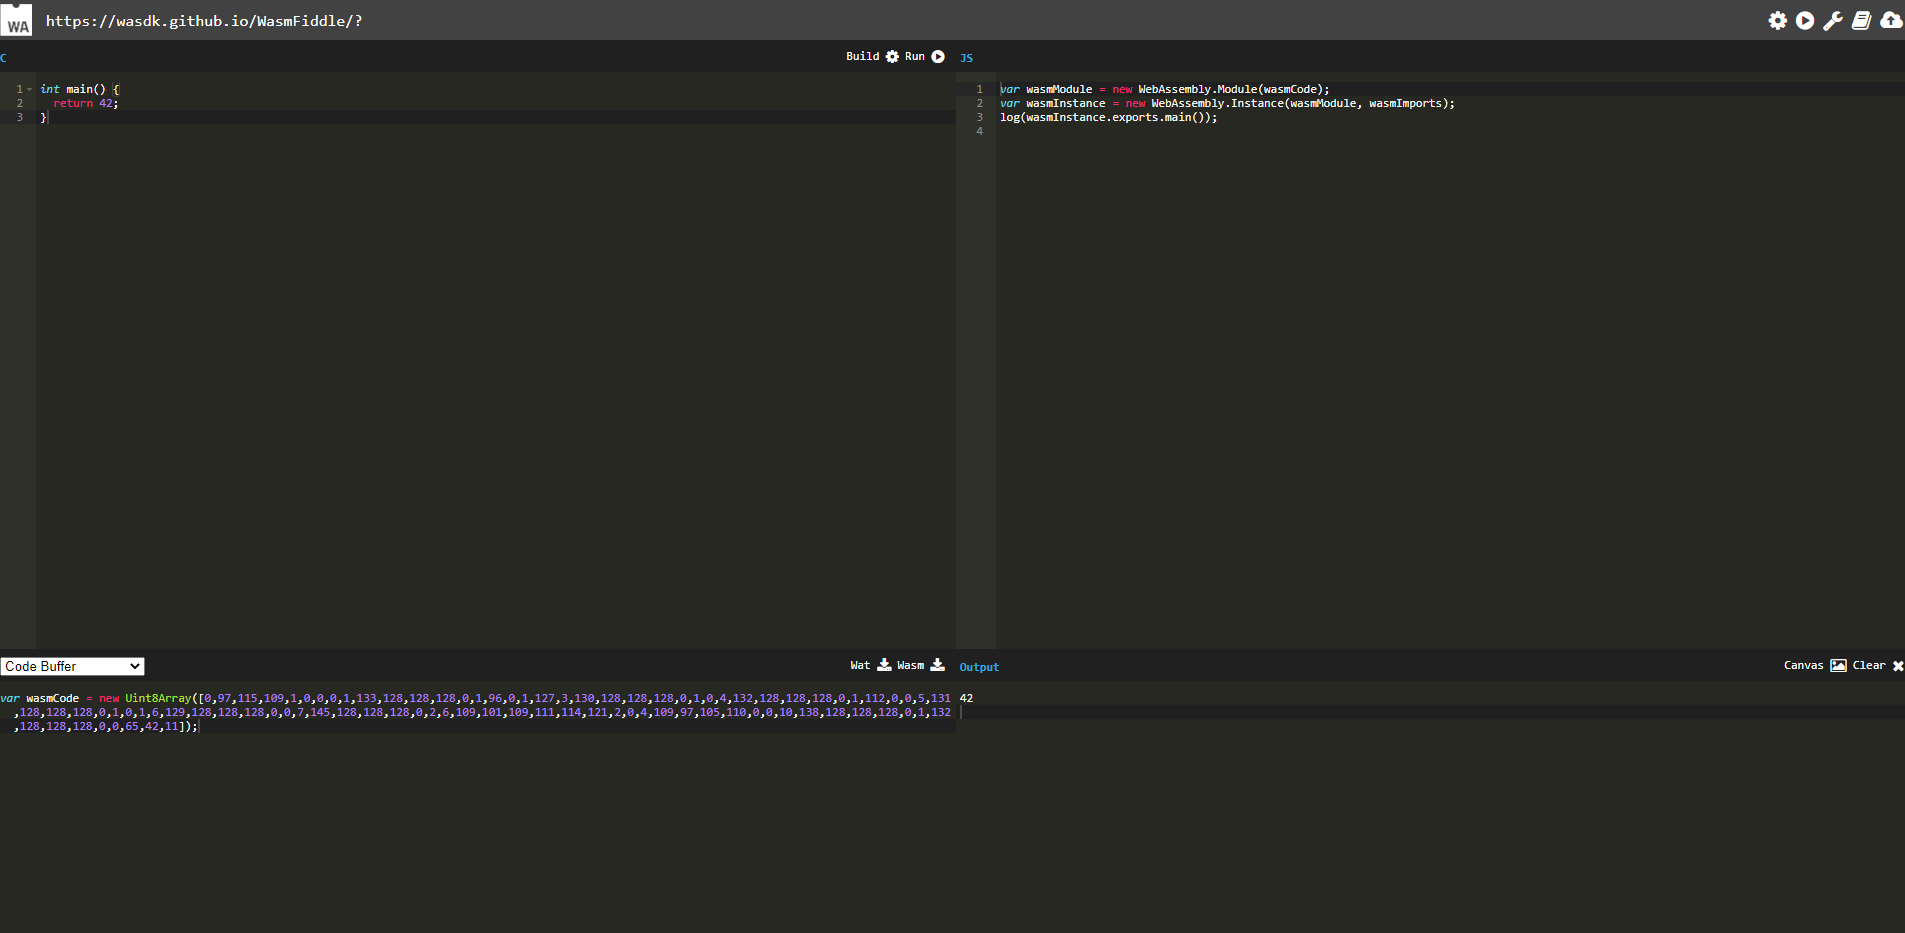 WA
https://wasdk.github.io/WasmFiddle/?
C
Build Run
JS
1 int main() {
2 return 42;
3 }
1 var wasmModule = new WebAssembly.Module(wasmCode);
2 var wasmInstance = new WebAssembly.Instance(wasmModule, wasmImports);
3 log(wasmInstance.exports.main());
4
Code Buffer
Wat Wasm
var wasmCode = new Uint8Array([0,97,115,109,1,0,0,0,1,133,128,128,128,0,1,96,0,1,127,3,130,128,128,128,0,1,0,4,132,128,128,128,0,1,112,0,0,5,131
,128,128,128,0,1,0,1,6,129,128,128,128,0,0,7,145,128,128,128,0,2,6,109,101,109,111,114,121,2,0,4,109,97,105,110,0,0,10,138,128,128,128,0,1,132
,128,128,128,0,0,65,42,11]);
Output
Canvas Clear
42